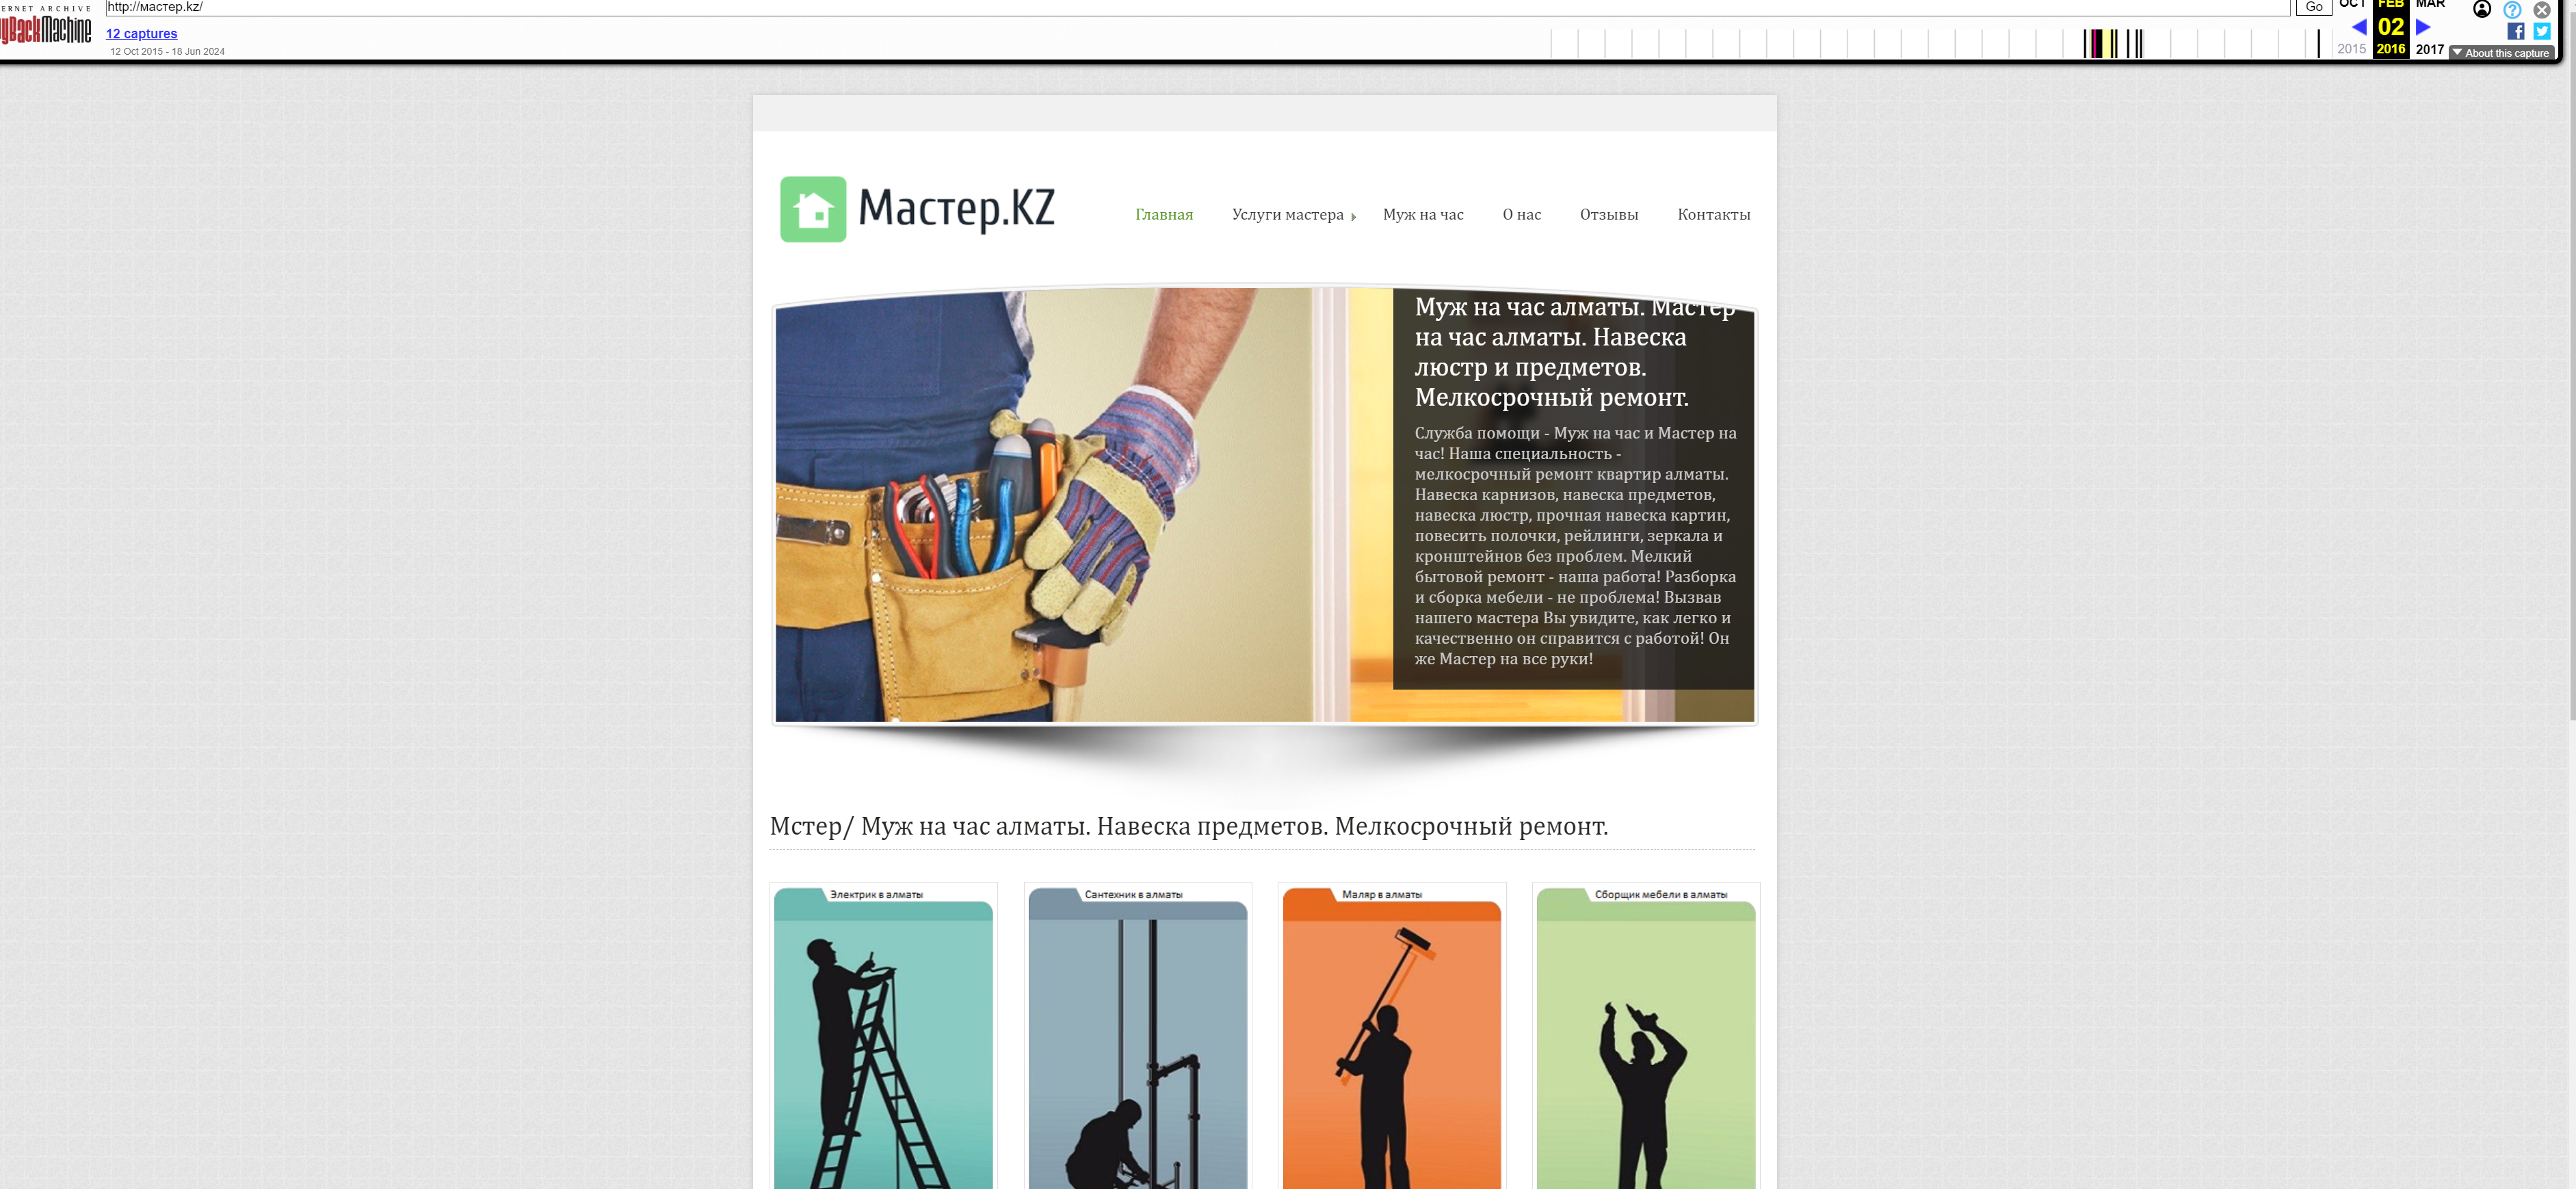 http://мастер.kz/
Go
OCT
FEB
MAR
12 captures
02
12 Oct 2015 - 18 Jun 2024
2015
2016
2017
About this capture
Мастер.KZ
Главная
Услуги мастера
Муж на час
О нас
Отзывы
Контакты
Муж на час алматы. Мастер
на час алматы. Навеска
люстр и предметов.
Мелкосрочный ремонт.
Служба помощи - Муж на час и Мастер на
час! Наша специальность -
мелкосрочный ремонт квартир алматы.
Навеска карнизов, навеска предметов,
навеска люстр, прочная навеска картин,
повесить полочки, рейлинги, зеркала и
кронштейнов без проблем. Мелкий
бытовой ремонт - наша работа! Разборка
и сборка мебели - не проблема! Вызвав
нашего мастера Вы увидите, как легко и
качественно он справится с работой! Он
же Мастер на все руки!
Мстер/ Муж на час алматы. Навеска предметов. Мелкосрочный ремонт.
Электрик в алматы
Сантехник в алматы
Маляр в алматы
Сборщик мебели в алматы